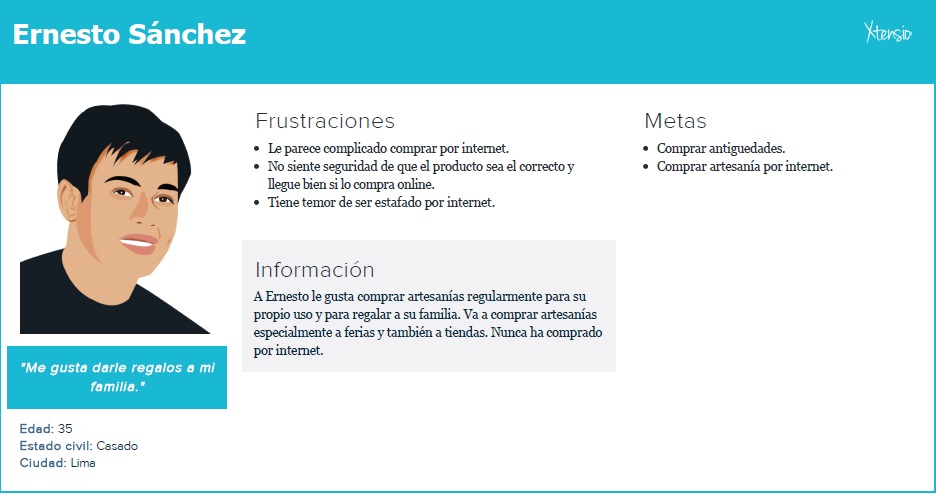 Ernesto Sánchez
Xtensio
"Me gusta darle regalos a mi
familia."
Edad: 35
Estado civil: Casado
Ciudad: Lima
Frustraciones
Le parece complicado comprar por internet.
No siente seguridad de que el producto sea el correcto y
llegue bien si lo compra online.
Tiene temor de ser estafado por internet.
Información
A Ernesto le gusta comprar artesanías regularmente para su
propio uso y para regalar a su familia. Va a comprar artesanías
especialmente a ferias y también a tiendas. Nunca ha comprado
por internet.
Metas
Comprar antiguedades.
Comprar artesanía por internet.